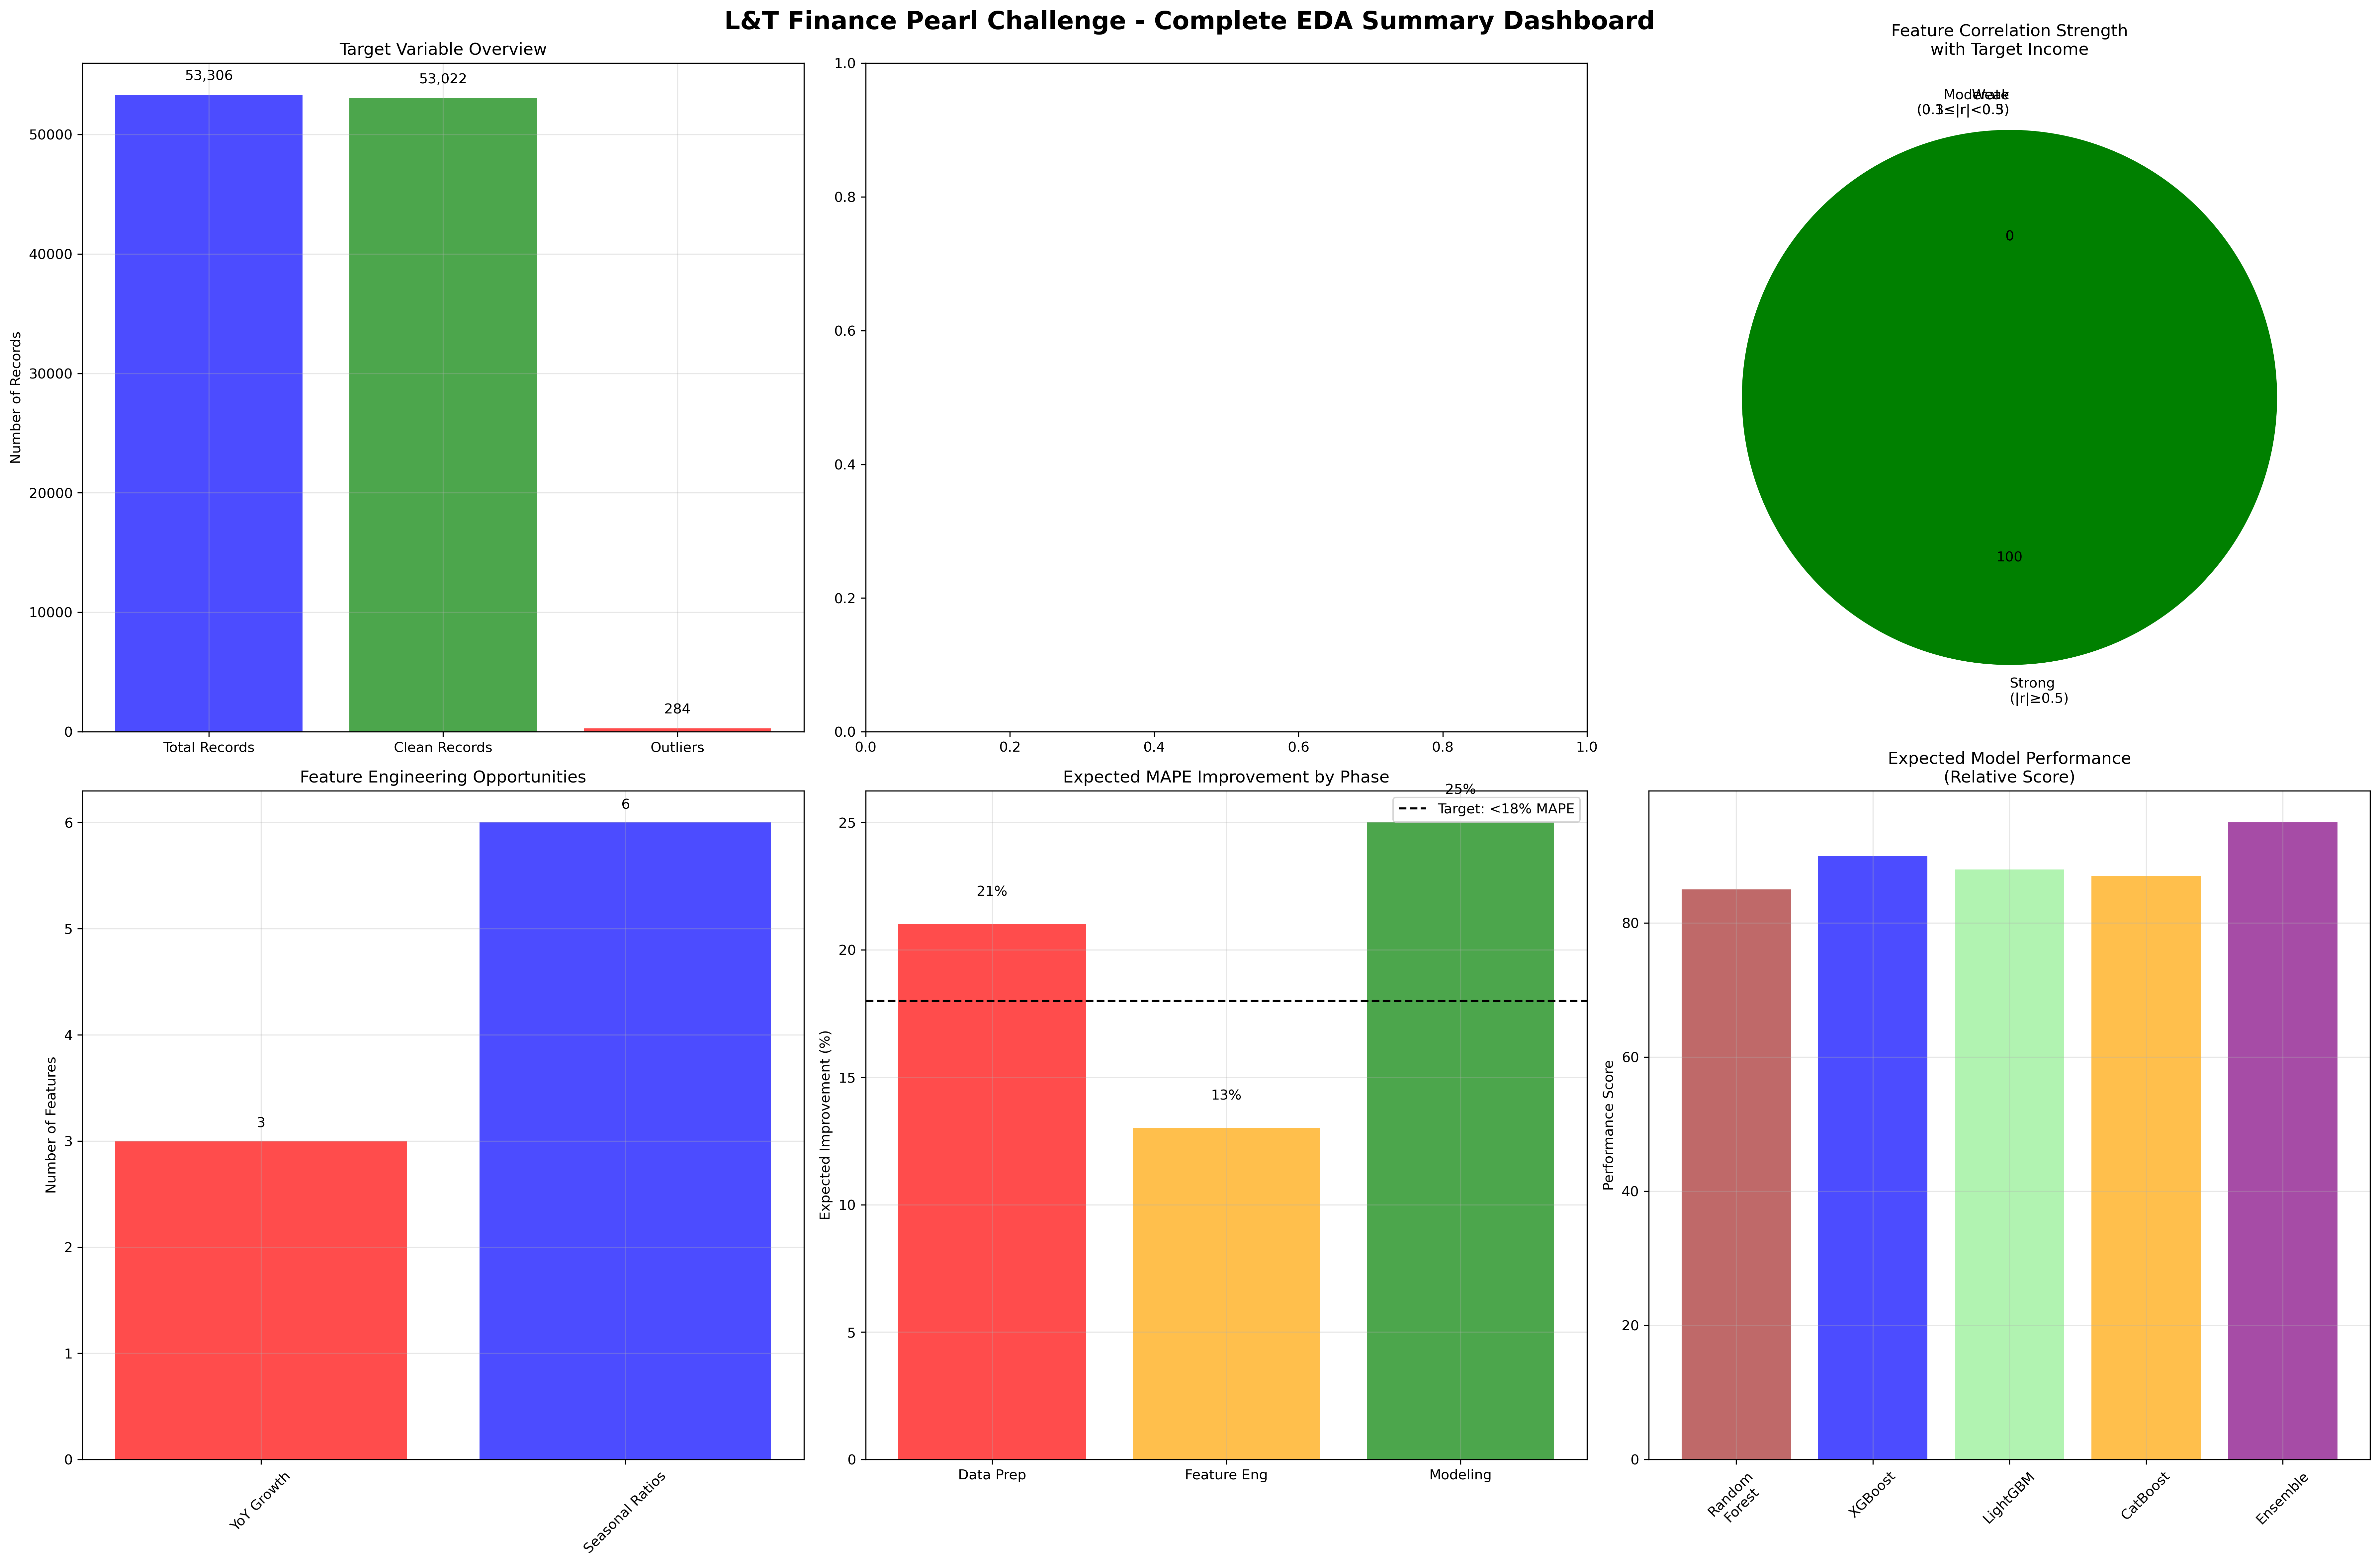 L&T Finance Pearl Challenge - Complete EDA Summary Dashboard
Target Variable Overview
Number of Records
50000
40000
30000
20000
10000
0
53,306
53,022
284
Total Records
Clean Records
Outliers
1.0
0.8
0.6
0.4
0.2
0.0
0.0
0.2
0.4
0.6
0.8
1.0
Feature Correlation Strength
with Target Income
Moderate
Weak
0
100
Strong
(|r|≥0.5)
Feature Engineering Opportunities
Number of Features
6
5
4
3
2
1
0
3
6
YoY Growth
Seasonal Ratios
Expected MAPE Improvement by Phase
Expected Improvement (%)
25
20
15
10
5
0
21%
13%
25%
Target: <18% MAPE
Data Prep
Feature Eng
Modeling
Expected Model Performance
(Relative Score)
Performance Score
80
60
40
20
0
Random
Forest
XGBoost
LightGBM
CatBoost
Ensemble